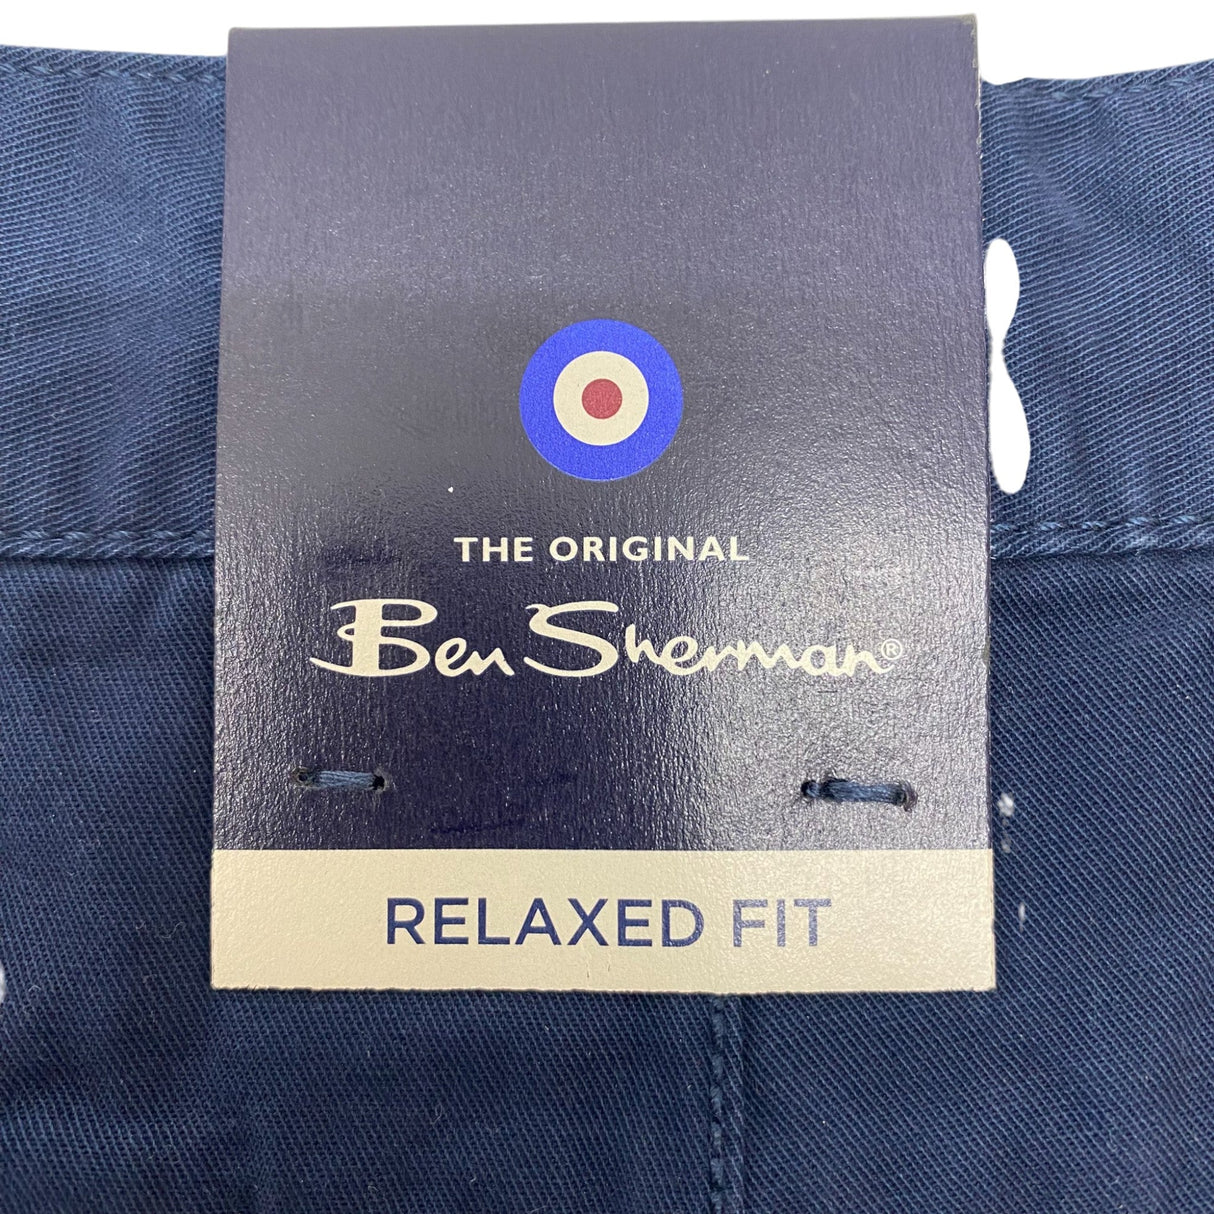 THE ORIGINAL
Ben Sherman®
RELAXED FIT